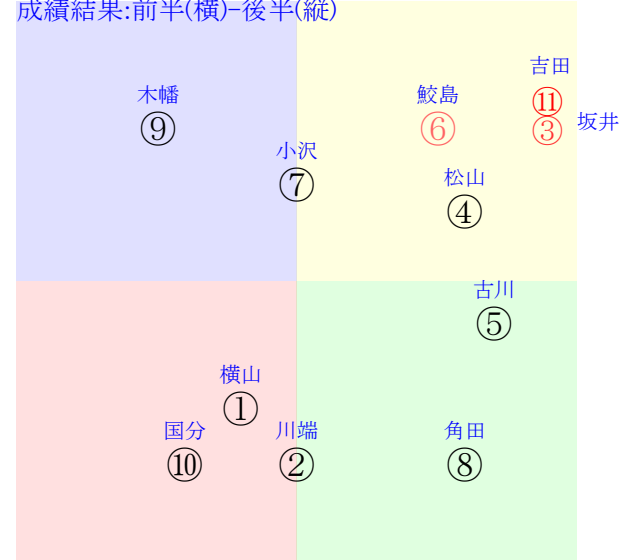 成績結果:前半(横)-後半(縦)
吉田
⑪
木幡
⑨
鮫島
⑥
③
坂井
小沢
⑦
松山
④
古川
⑤
横山
①
国分
⑩
川端
②
角田
⑧